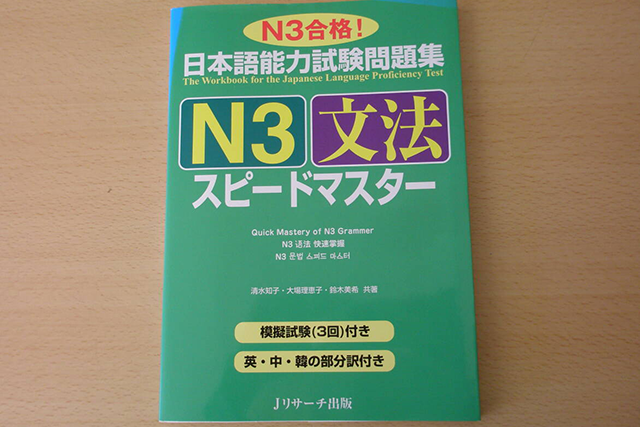 N3合格！
日本語能力試験問題集
The Workbook for the Japanese Language Proficiency Test
N3 文法
スピードマスター
Quick Mastery of N3 Grammer
N3 语法 快速掌握
N3 문법 스피드 마스터
清水知子・大場理恵子・鈴木美希 共著
模擬試験(3回)付き
英・中・韓の部分訳付き
Jリサーチ出版